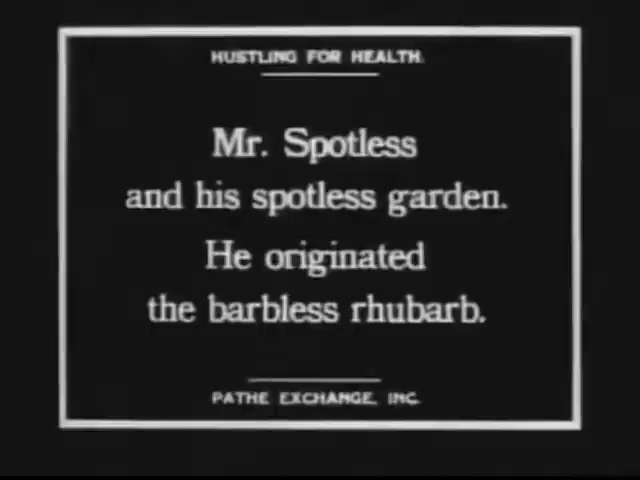 HUSTLING FOR HEALTH.
Mr. Spotless
and his spotless garden.
He originated
the barbless rhubarb.
PATHE EXCHANGE, INC.